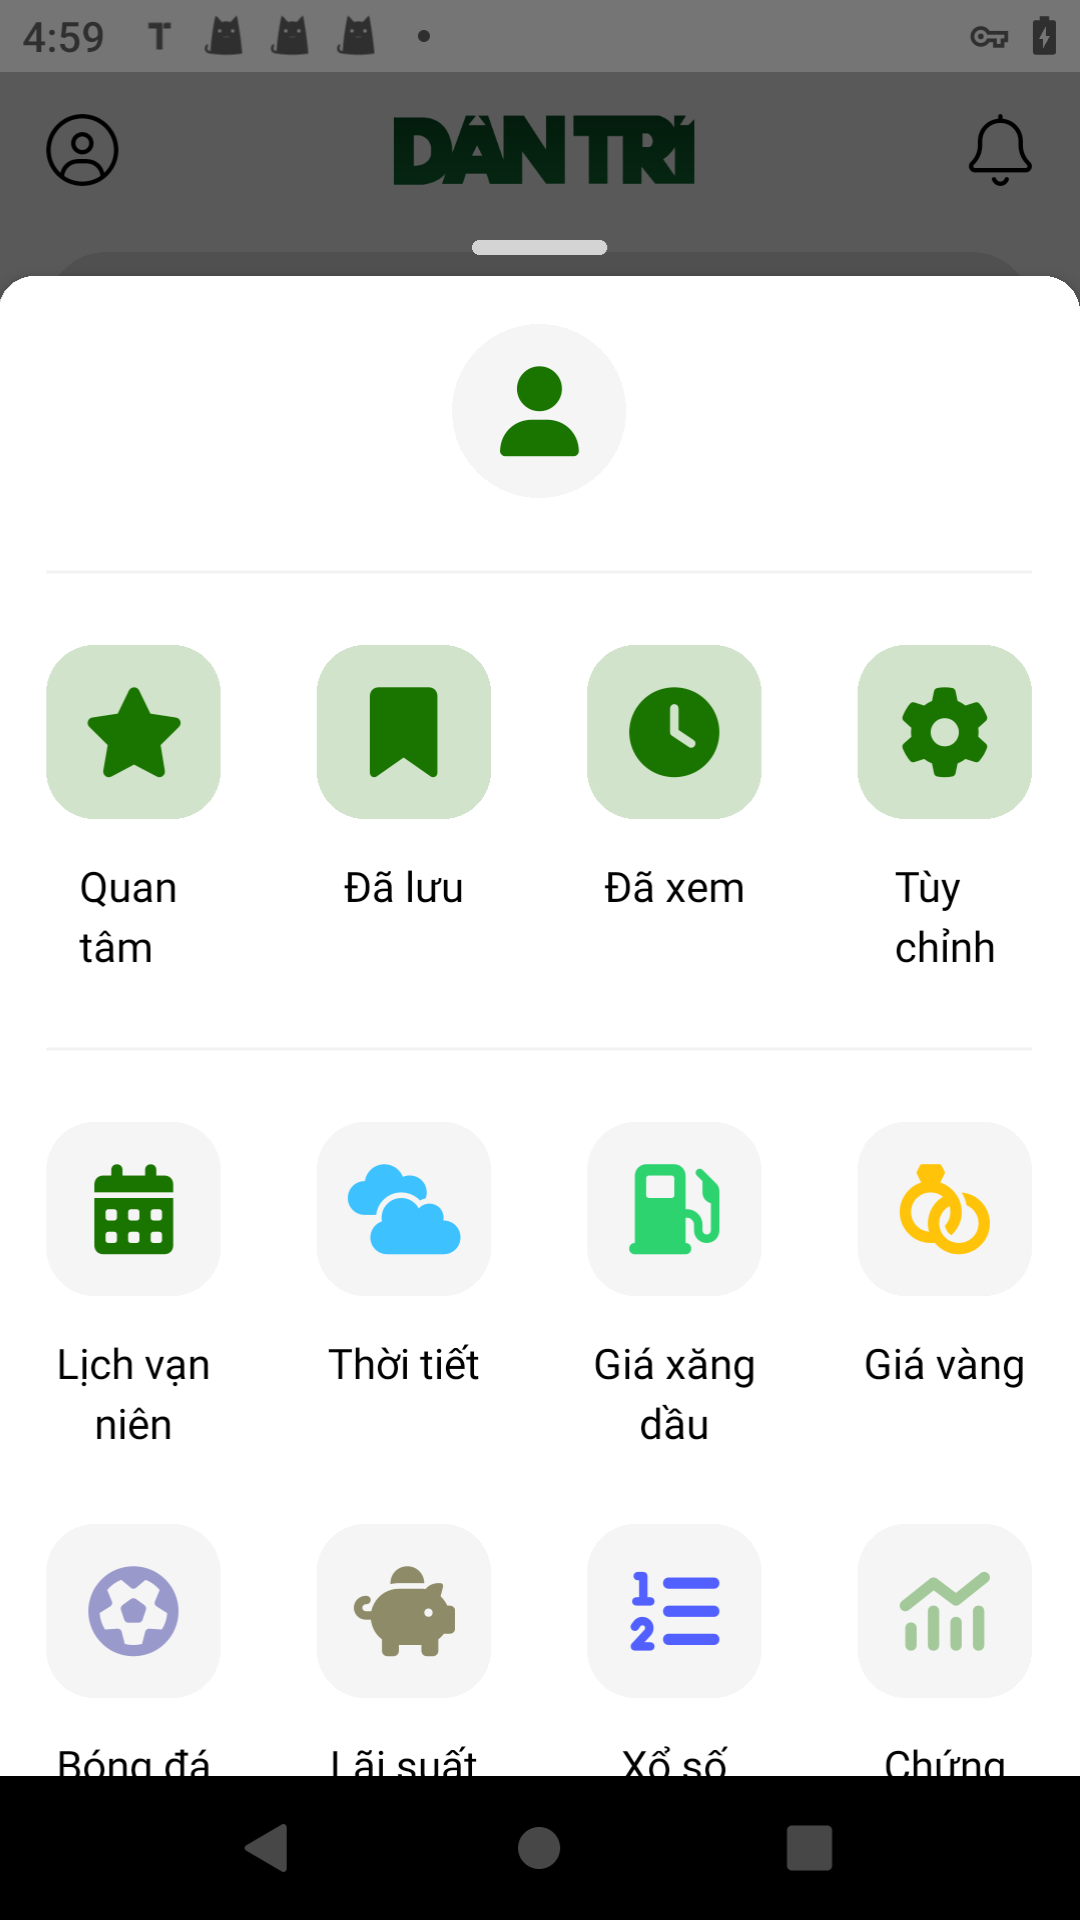 4:59
DÂN TRÍ
Quan
tâm
Đã lưu
Đã xem
Tùy
chỉnh
Lịch vạn
niên
Thời tiết
Giá xăng
dầu
Giá vàng
Bóng đá
Lãi suất
Xổ số
Chứng